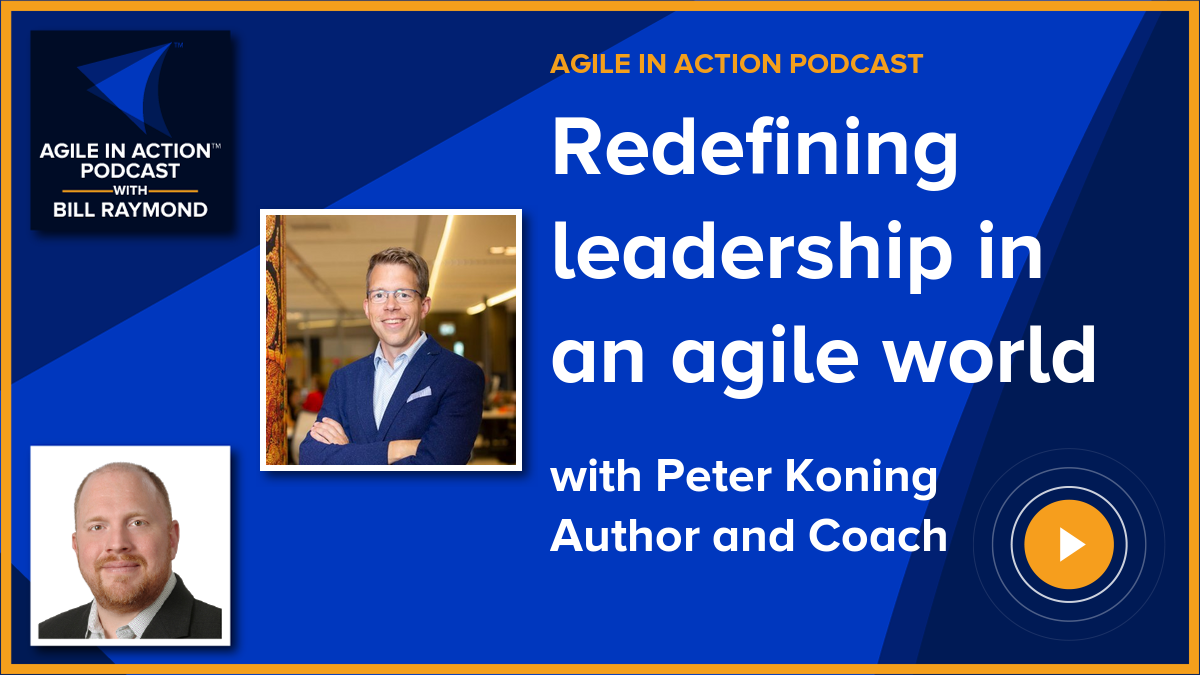 AGILE IN ACTION™
PODCAST
WITH
BILL RAYMOND
AGILE IN ACTION PODCAST
Redefining
leadership in
an agile world
with Peter Koning
Author and Coach